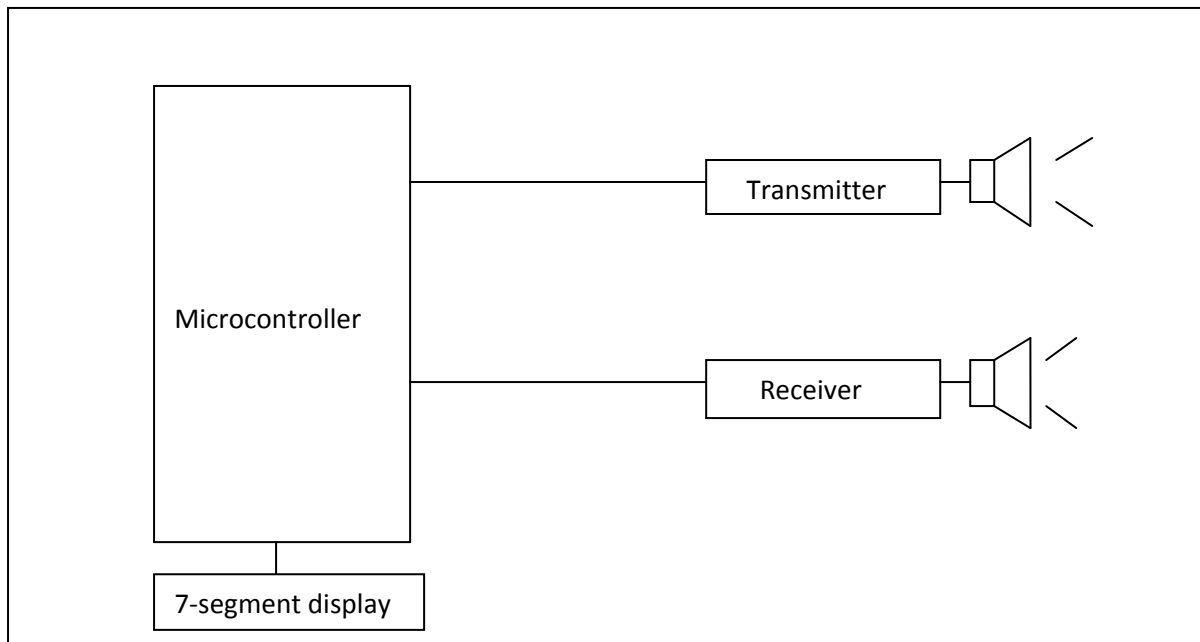 Transmitter
Microcontroller
Receiver
7-segment display